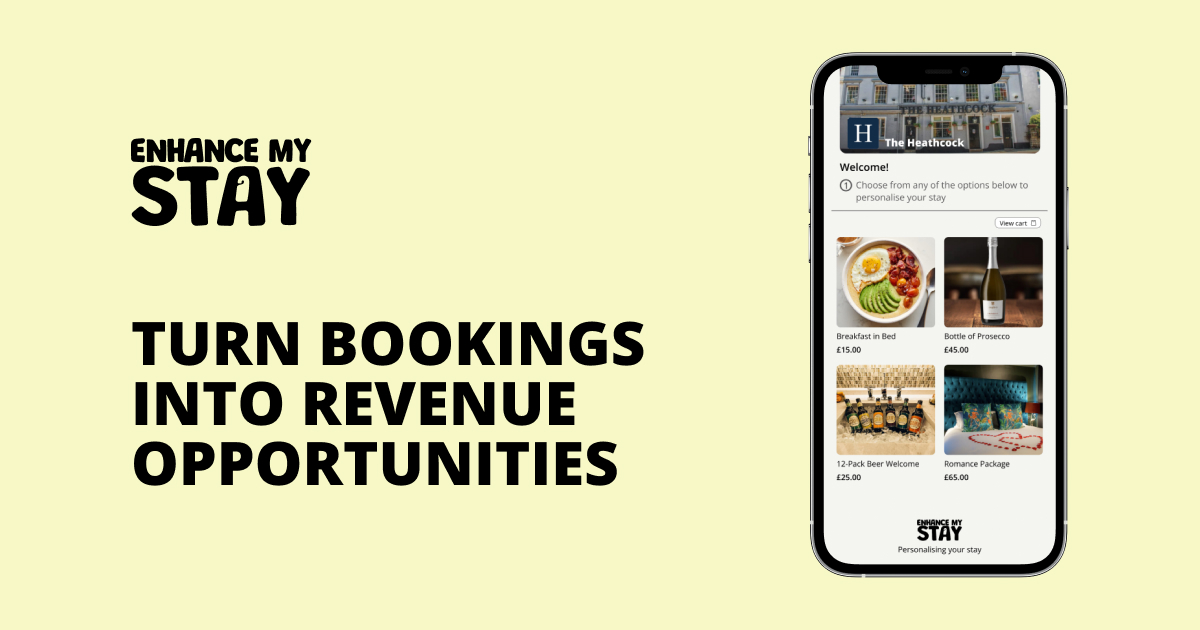 ENHANCE MY
STAY
TURN BOOKINGS
INTO REVENUE
OPPORTUNITIES
THE HEATHCOCK
H
The Heathcock
Welcome!
1 Choose from any of the options below to
personalise your stay
View cart
Breakfast in Bed
£15.00
Bottle of Prosecco
£45.00
12-Pack Beer Welcome
£25.00
Romance Package
£65.00
ENHANCE MY
STAY
Personalising your stay